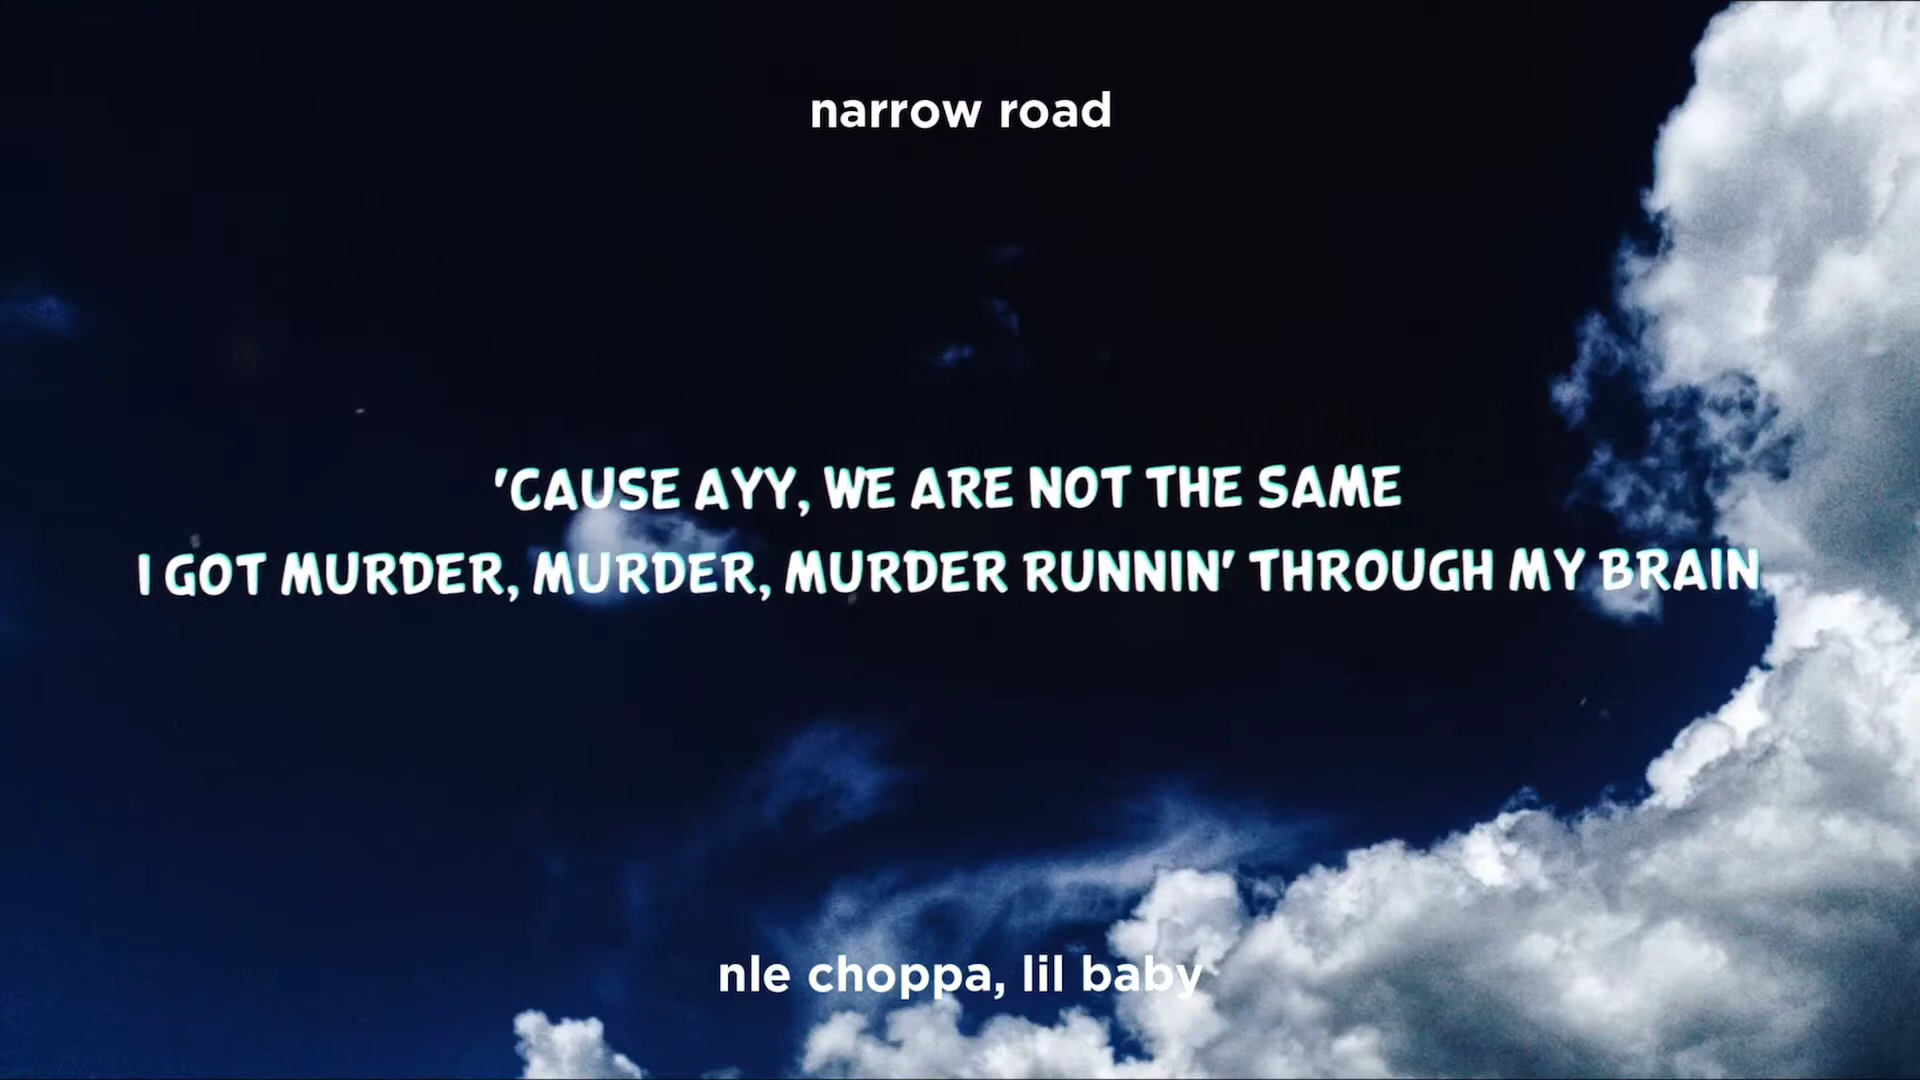 narrow road
'CAUSE AYY, WE ARE NOT THE SAME
I GOT MURDER, MURDER, MURDER RUNNIN' THROUGH MY BRAIN
nle choppa, lil baby